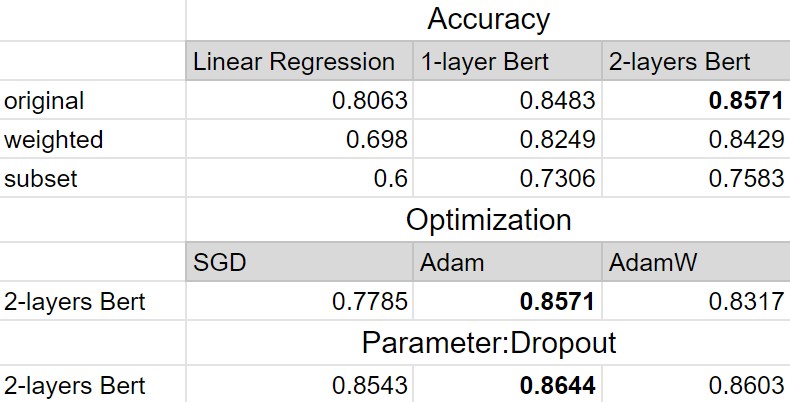 Accuracy
Linear Regression 1-layer Bert 2-layers Bert
original 0.8063 0.8483 0.8571
weighted 0.698 0.8249 0.8429
subset 0.6 0.7306 0.7583
Optimization
SGD Adam AdamW
2-layers Bert 0.7785 0.8571 0.8317
Parameter:Dropout
2-layers Bert 0.8543 0.8644 0.8603